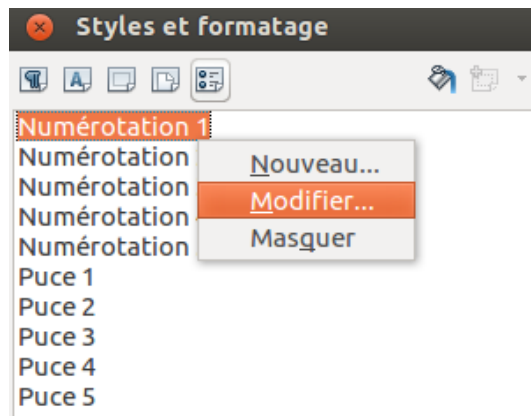 Styles et formatage
Numérotation 1
Numérotation
Nouveau...
Numérotation
Modifier...
Numérotation
Masquer
Numérotation
Puce 1
Puce 2
Puce 3
Puce 4
Puce 5